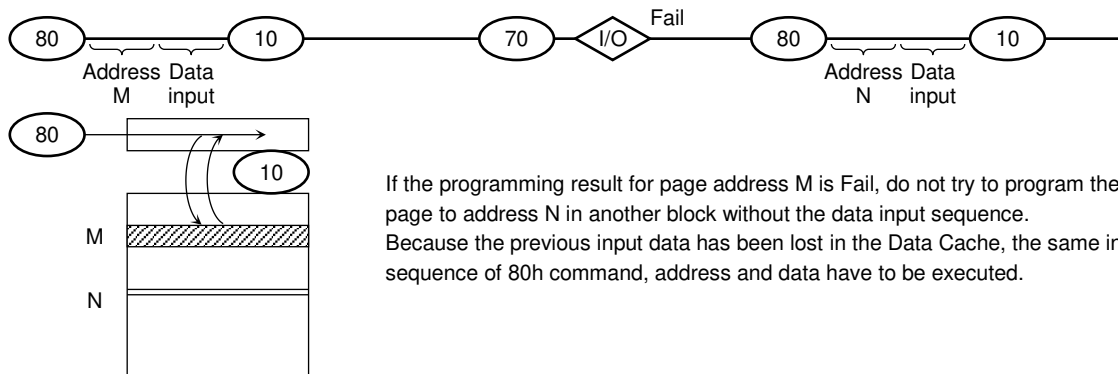 80 10 70 I/O Fail 80 10
Address Data Address Data
M input N input
80
10
If the programming result for page address M is Fail, do not try to program the
page to address N in another block without the data input sequence.
Because the previous input data has been lost in the Data Cache, the same in
sequence of 80h command, address and data have to be executed.
M
N